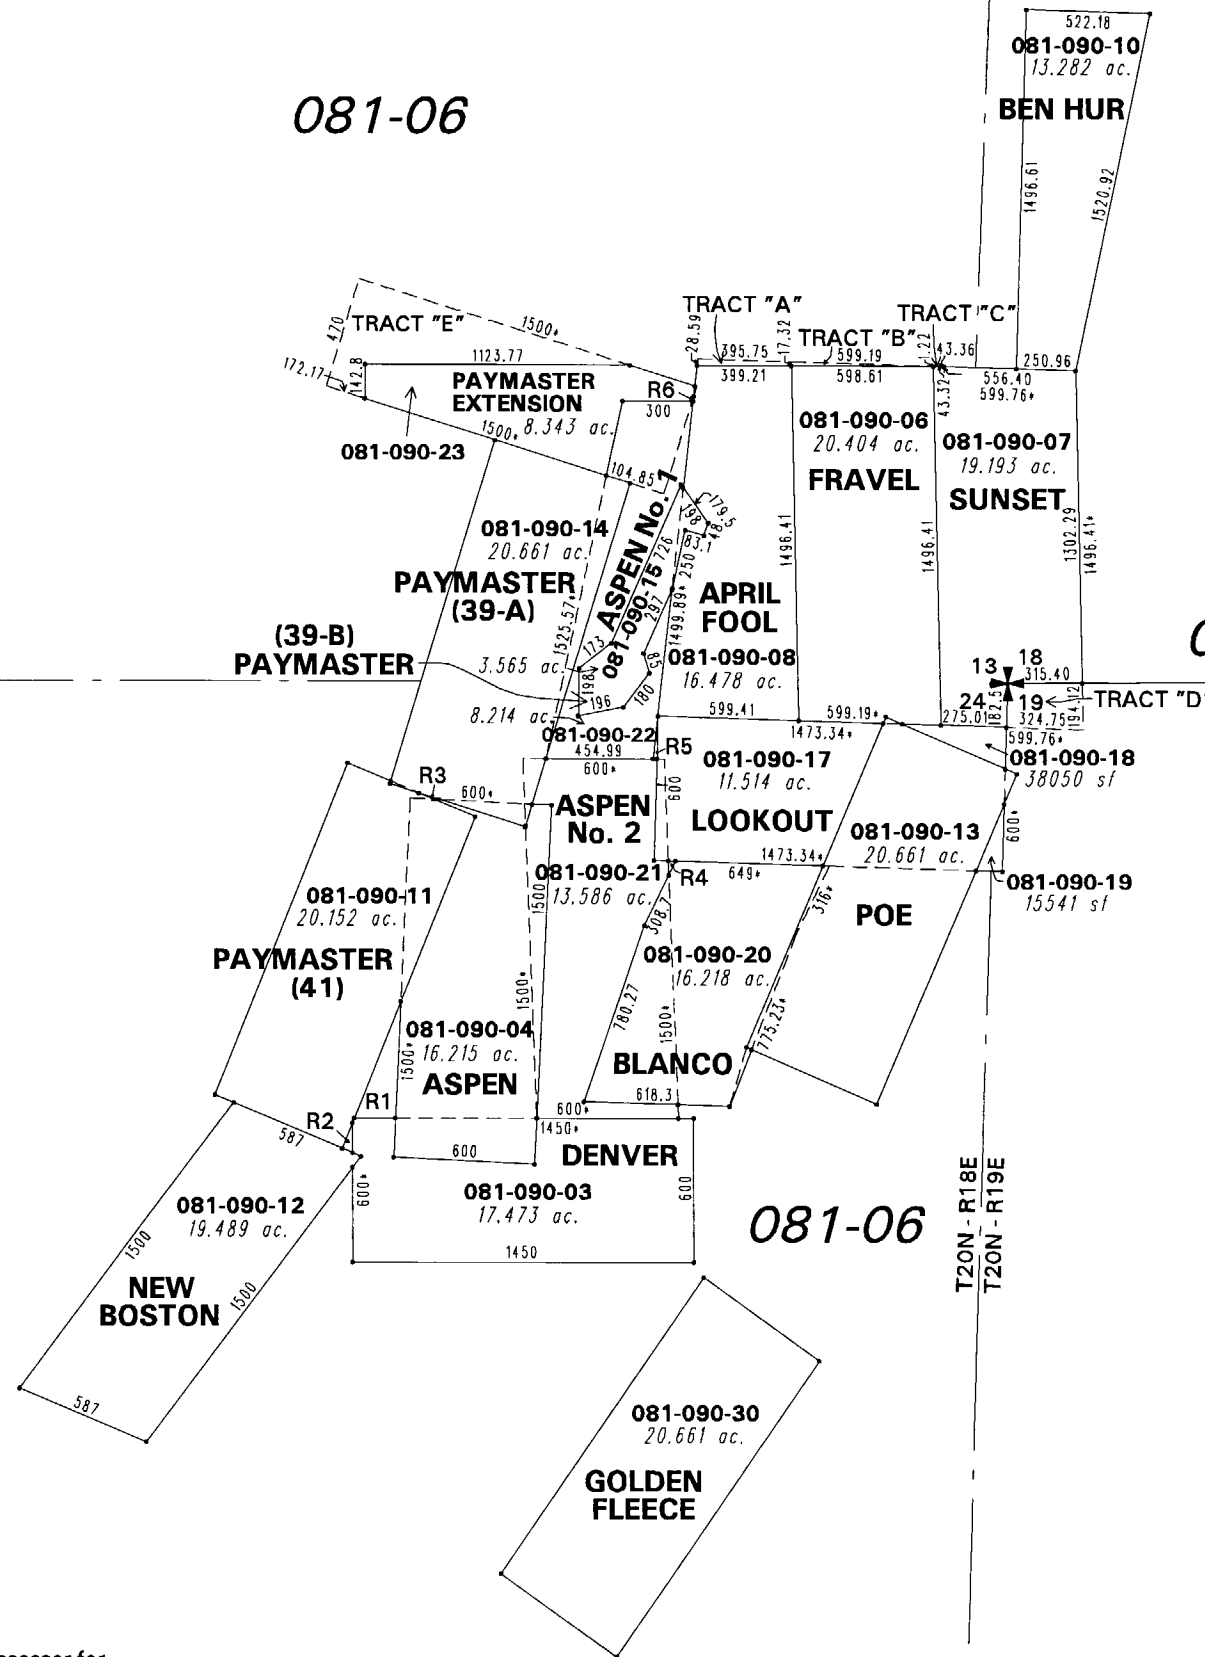 522.18
081-090-10
13.282 ac.
BEN HUR
1496.61
1520.92
081-06
TRACT "E"
470
1500*
172.17
142.8
1123.77
PAYMASTER
EXTENSION
8.343 ac.
1500*
081-090-23
R6
300
104.85
TRACT "A"
28.59
395.75
399.21
17.32
TRACT "B"
599.19
598.61
TRACT "C"
1.22
43.36
43.32
250.96
556.40
599.76*
081-090-06
20.404 ac.
FRAVEL
081-090-07
19.193 ac.
SUNSET
1496.41
1496.41
1302.29
1496.41*
081-090-14
20.661 ac.
PAYMASTER
(39-A)
1525.57*
ASPEN No. 1
081-090-15
726
198
179.5
48
83.1
250
297
1499.89*
APRIL
FOOL
081-090-08
16.478 ac.
(39-B)
PAYMASTER
3.565 ac.
173
198
196
180
85
8.214 ac.
081-090-22
454.99
600*
R5
13
18
315.40
24
19
182.5
194.12
TRACT "D"
324.75
599.76*
275.01
599.41
599.19*
1473.34*
081-090-17
11.514 ac.
LOOKOUT
600
081-090-18
38050 sf
R3
600*
ASPEN
No. 2
081-090-21
13.586 ac.
1473.34*
649*
R4
081-090-13
20.661 ac.
POE
600*
081-090-19
15541 sf
081-090-11
20.152 ac.
PAYMASTER
(41)
1500
308.7
316*
081-090-20
16.218 ac.
780.27
1500*
1500*
1500*
775.23*
BLANCO
081-090-04
16.215 ac.
ASPEN
R1
R2
600*
618.3
1450*
DENVER
587
600
600*
600
081-090-03
17.473 ac.
1450
081-090-12
19.489 ac.
1500
1500
NEW
BOSTON
587
081-06
T20N - R18E
T20N - R19E
081-090-30
20.661 ac.
GOLDEN
FLEECE